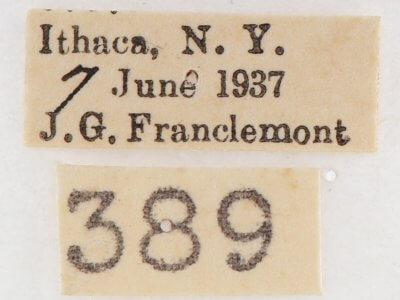 Ithaca, N. Y.
7 June 1937
J.G. Franclemont
389